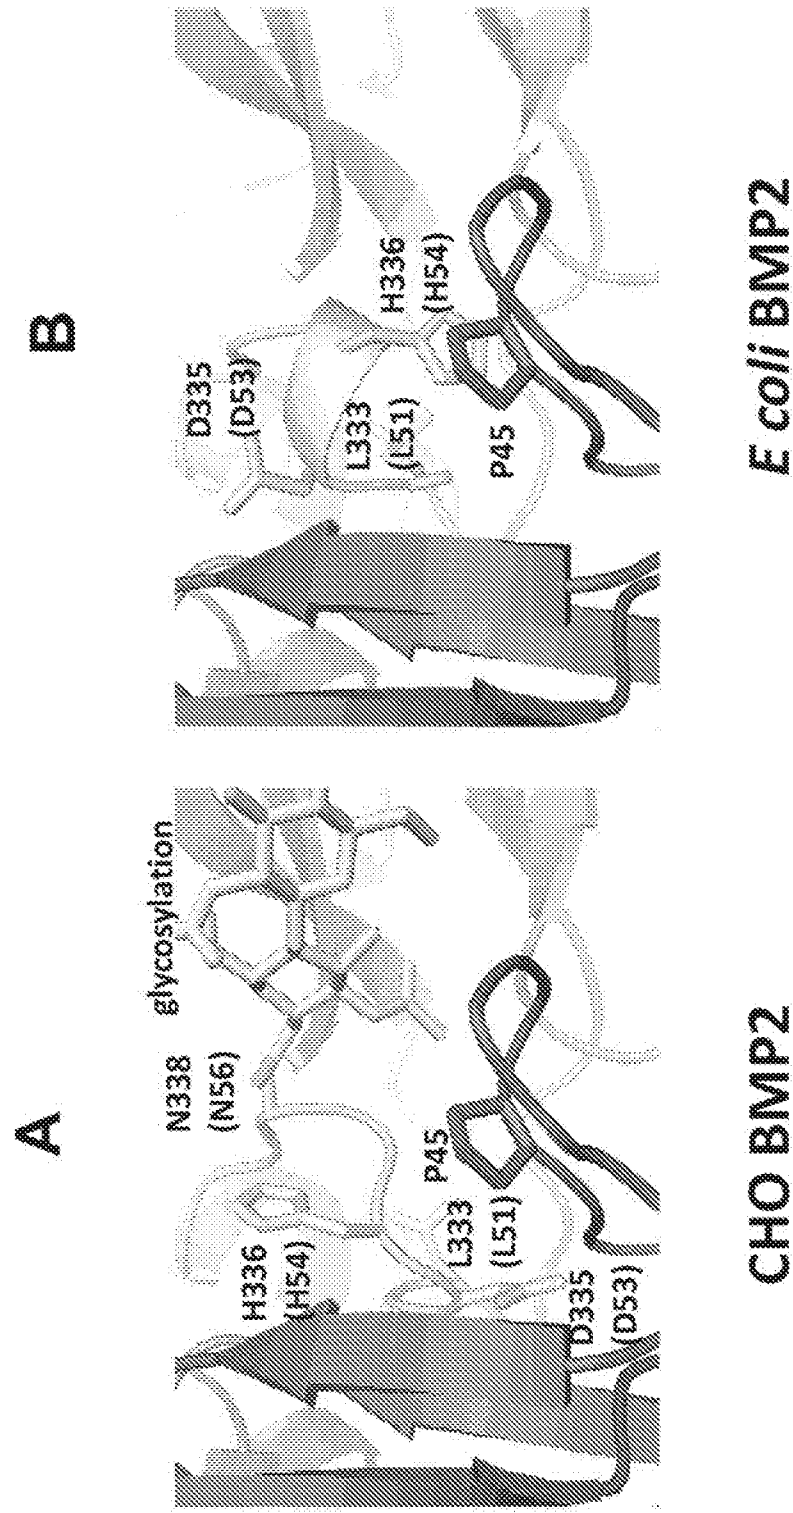 A
glycosylation
N338
(N56)
H336
(H54)
P45
L333
(L51)
D335
(D53)
CHO BMP2
B
D335
(D53)
H336
(H54)
L333
(L51)
P45
E coli BMP2